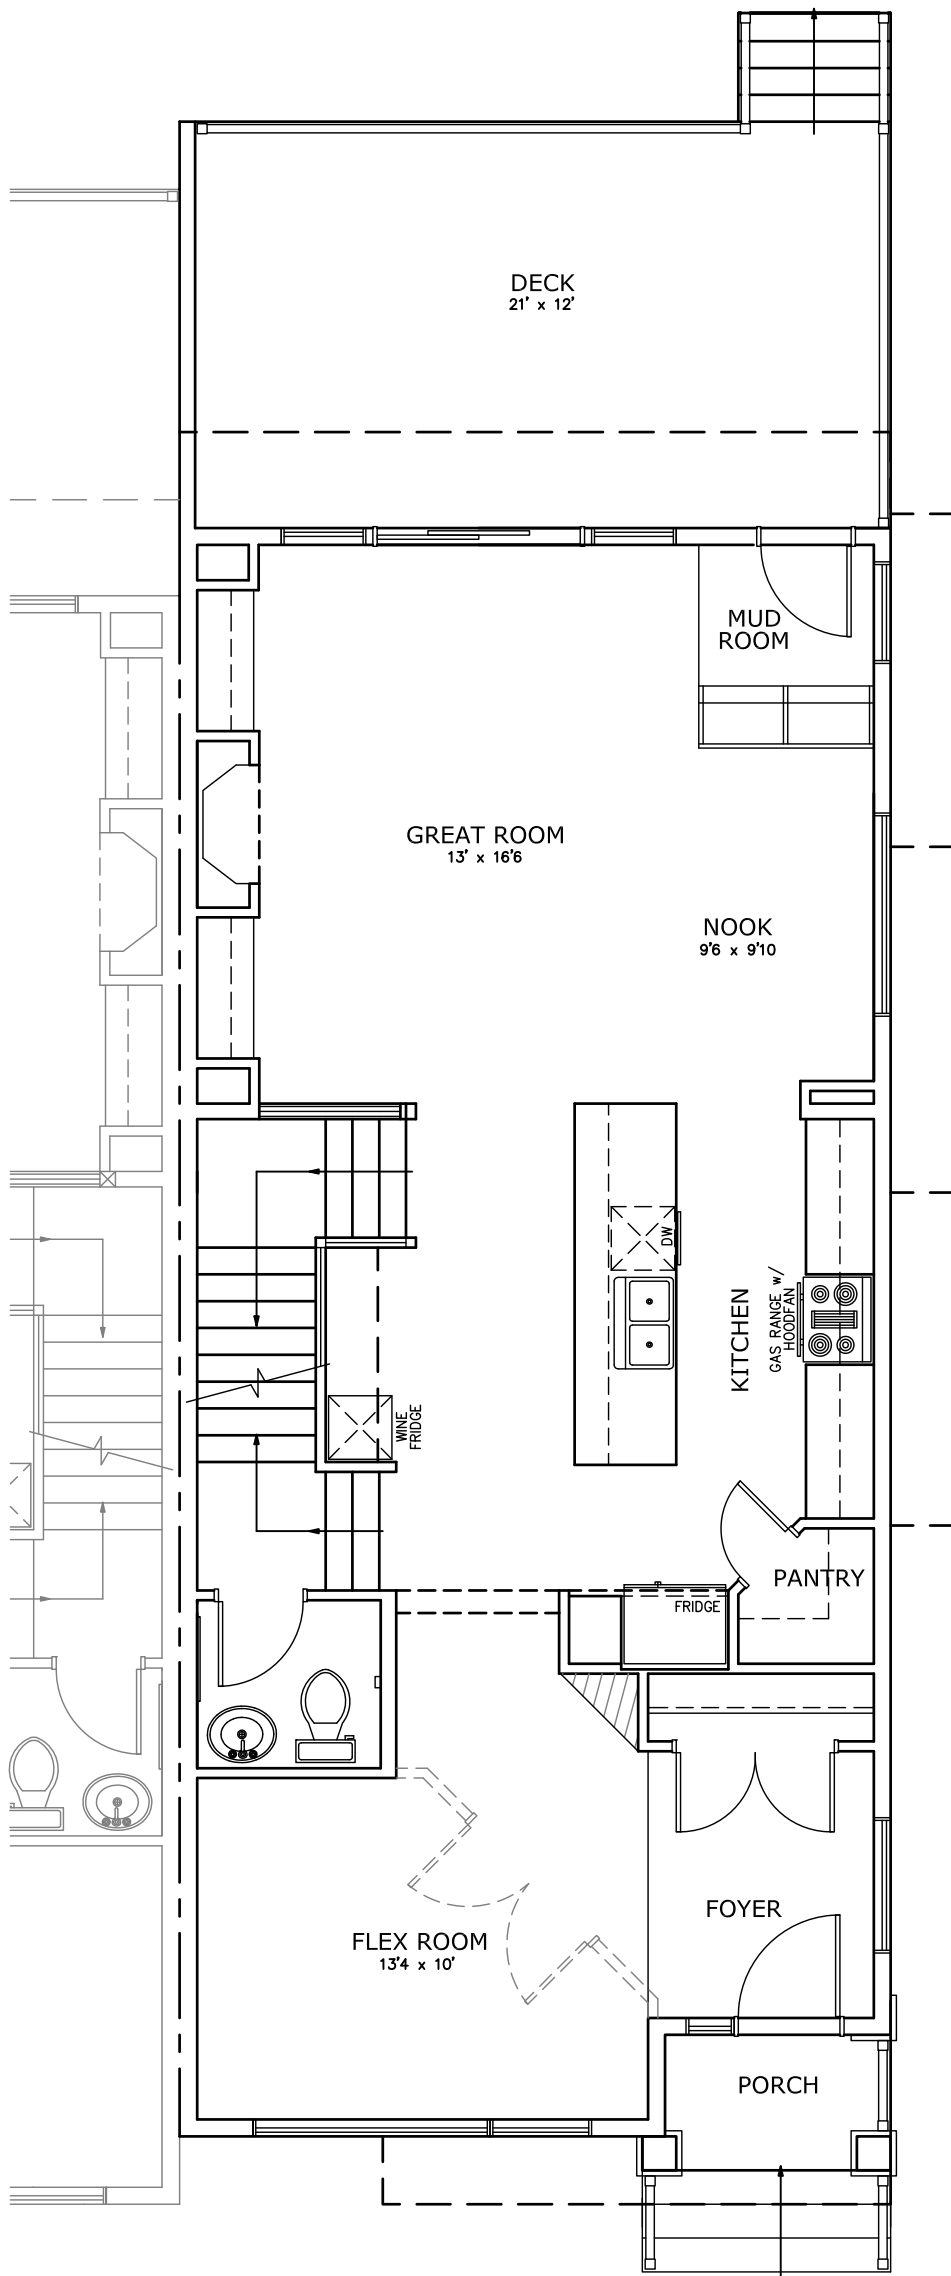 DECK
21' x 12'
MUD
ROOM
GREAT ROOM
13' x 16'6
NOOK
9'6 x 9'10
DW
KITCHEN
GAS RANGE w/
HOODFAN
WINE
FRIDGE
PANTRY
FRIDGE
FOYER
FLEX ROOM
13'4 x 10'
PORCH